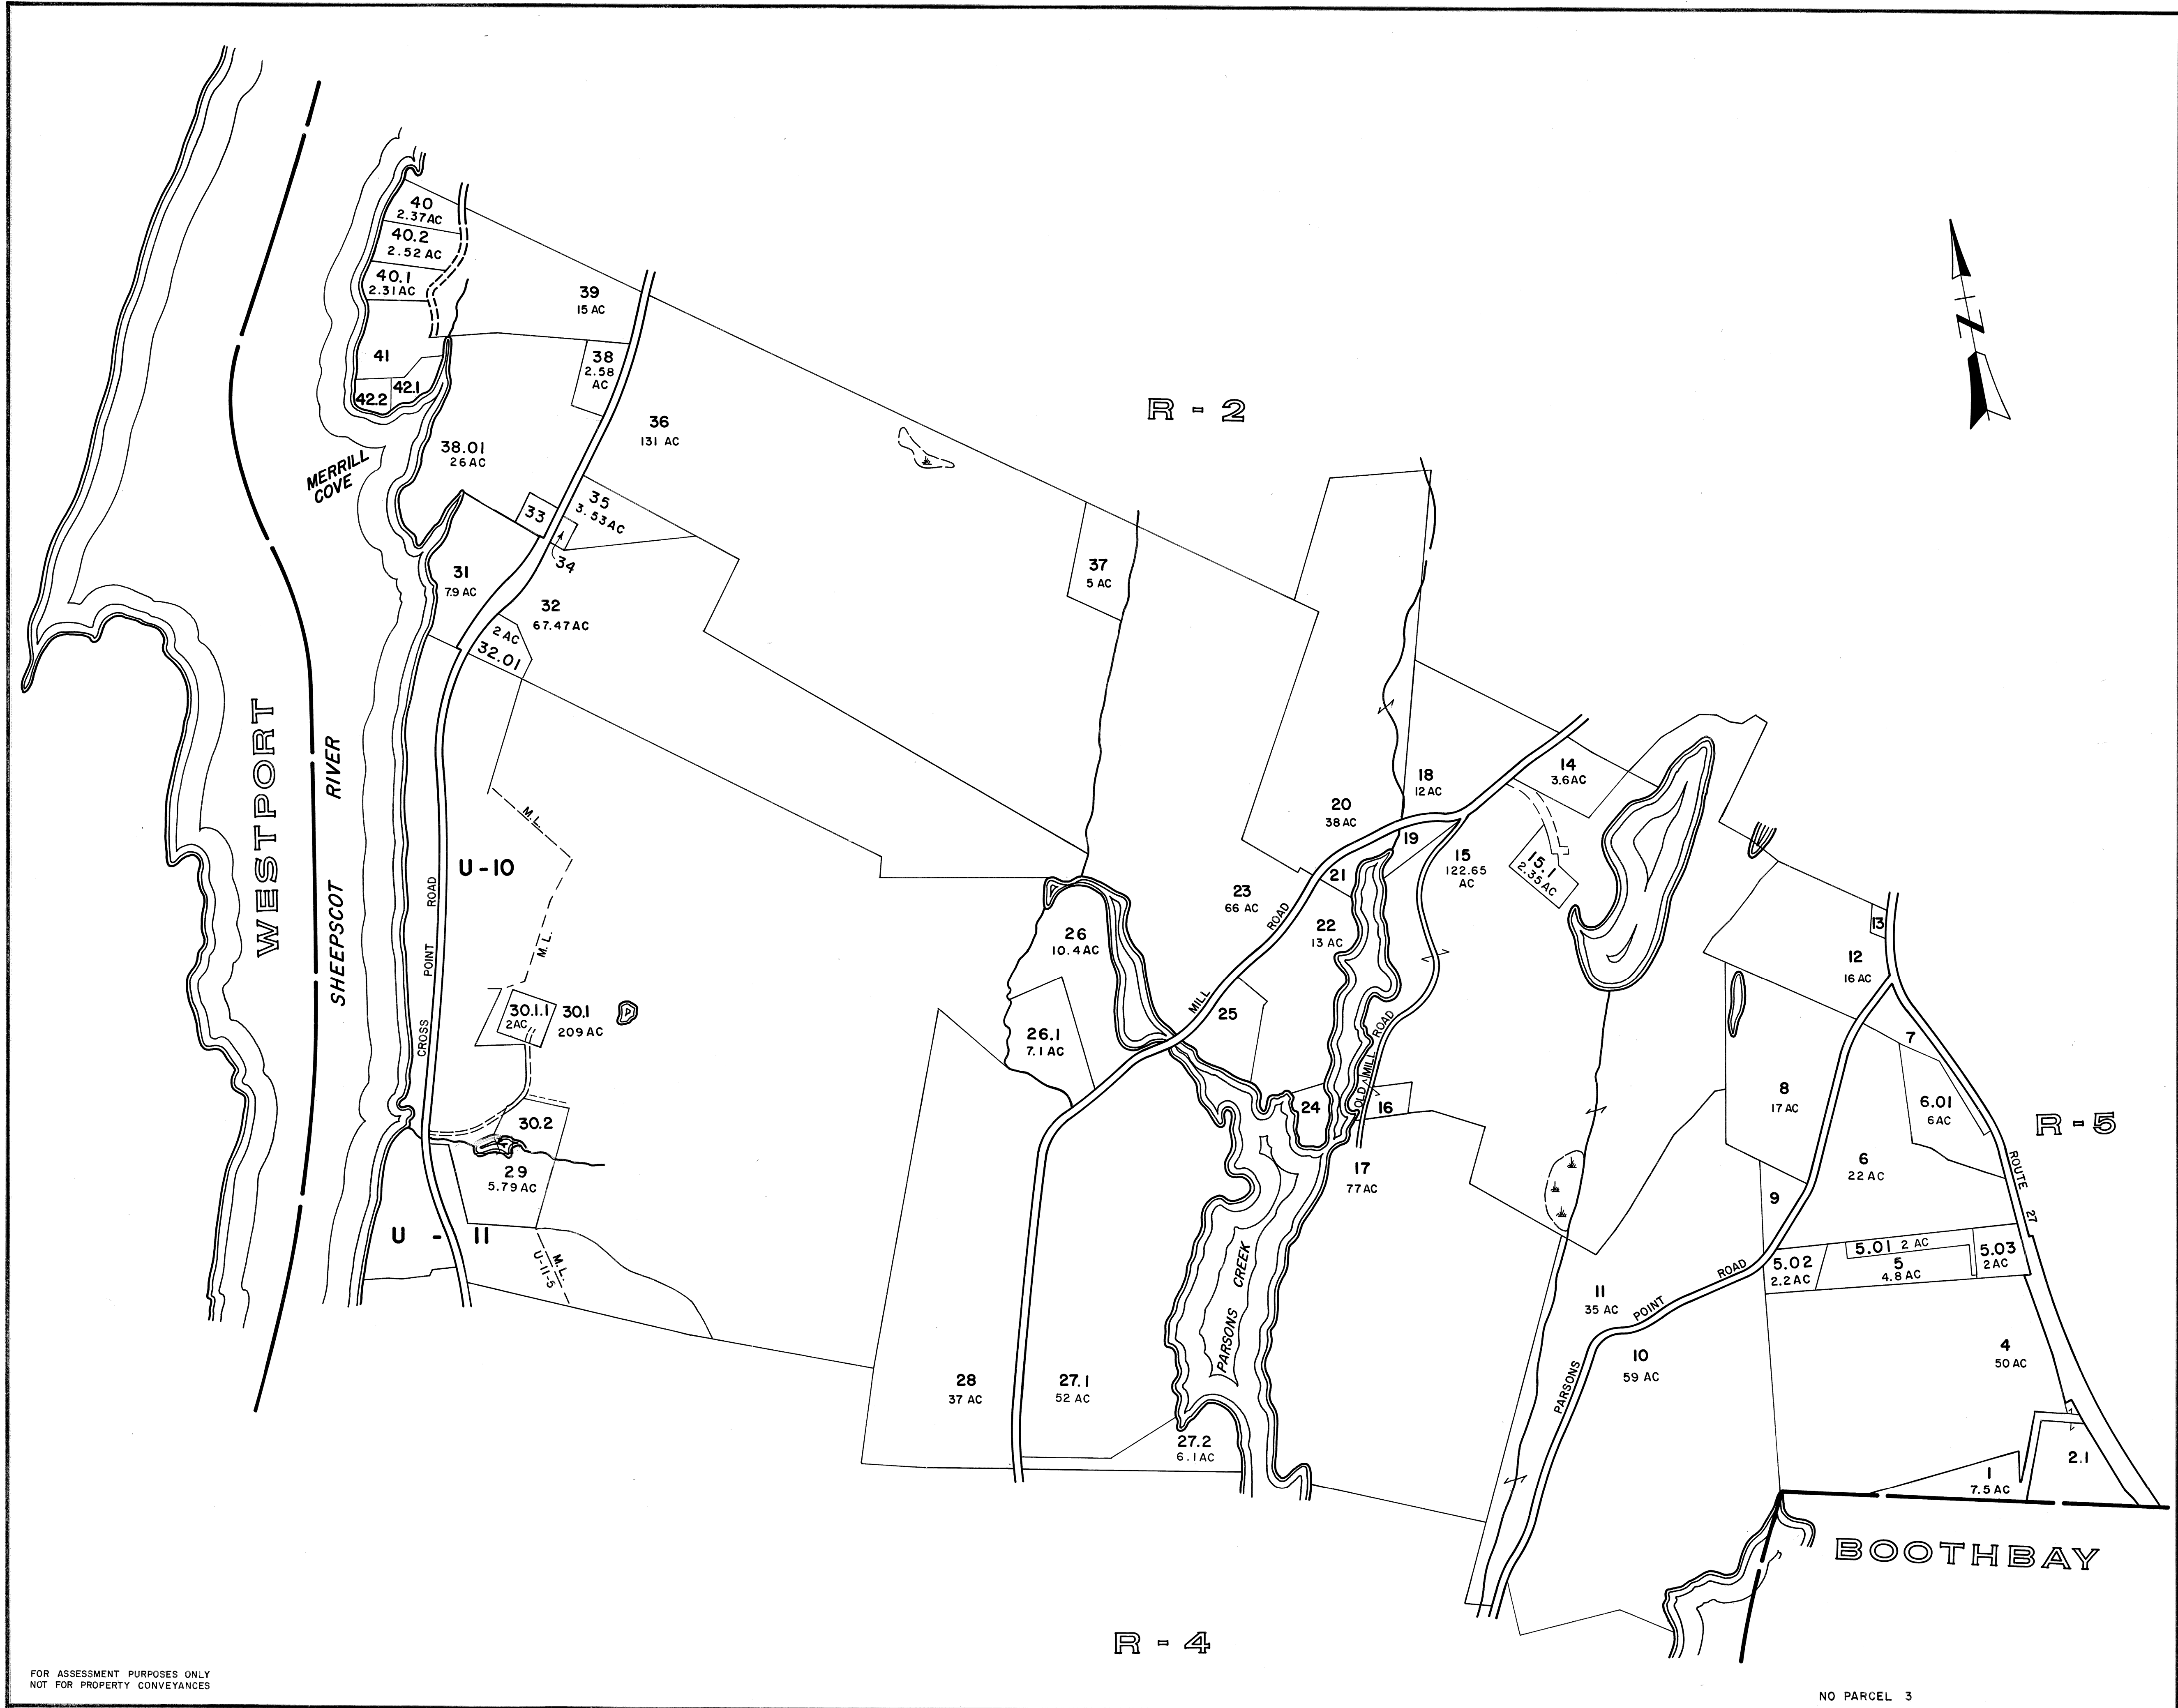 40
2.37 AC
40.2
2.52 AC
40.1
2.31 AC
39
15 AC
41
42.1
42.2
38
2.58
AC
36
131 AC
R - 2
N
38.01
26 AC
MERRILL
COVE
33
35
3.53 AC
34
37
5 AC
31
7.9 AC
32
67.47 AC
2 AC
32.01
WESTPORT
SHEEPSCOT RIVER
M. L.
U-10
M. L.
CROSS POINT ROAD
18
12 AC
14
3.6 AC
20
38 AC
19
15
122.65
AC
15.1
2.35 AC
21
23
66 AC
22
13 AC
26
10.4 AC
MILL ROAD
25
26.1
7.1 AC
OLD MILL ROAD
13
12
16 AC
7
30.1.1
2 AC
30.1
209 AC
P
30.2
29
5.79 AC
U - 11
M. L.
U-11-5
24
16
17
77 AC
8
17 AC
6.01
6 AC
R - 5
6
22 AC
9
ROUTE 27
5.01 2 AC
5.03
2 AC
5.02
2.2 AC
5
4.8 AC
PARSONS CREEK
11
35 AC
PARSONS POINT ROAD
10
59 AC
4
50 AC
28
37 AC
27.1
52 AC
27.2
6.1 AC
1
7.5 AC
2.1
BOOTHBAY
R - 4
FOR ASSESSMENT PURPOSES ONLY
NOT FOR PROPERTY CONVEYANCES
NO PARCEL 3